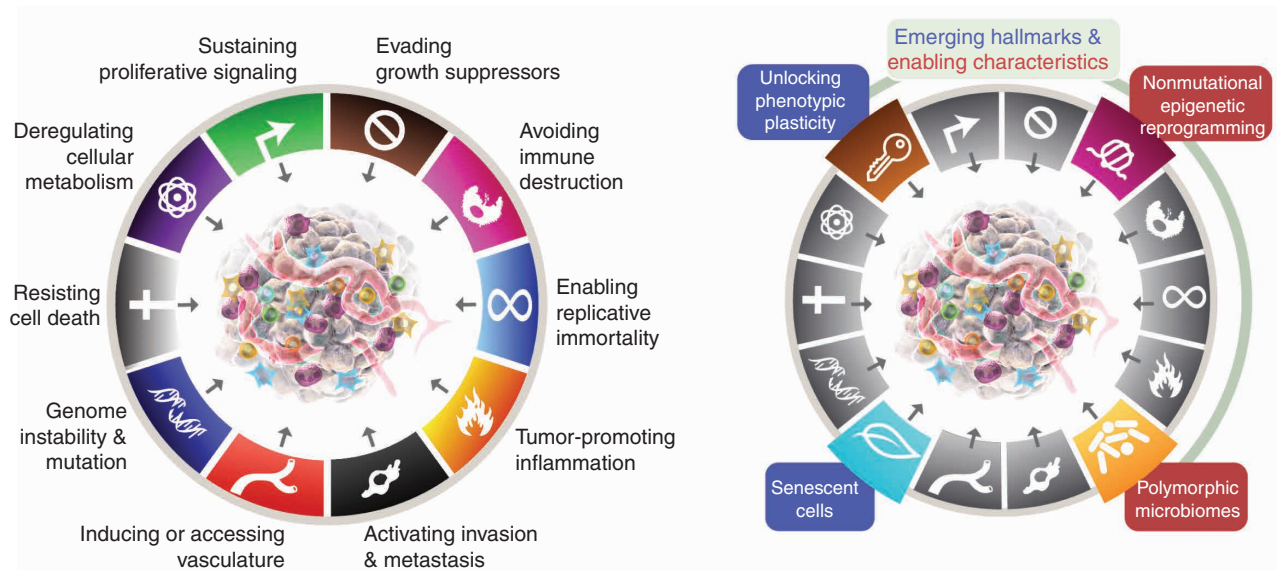 Sustaining
proliferative signaling
Evading
growth suppressors
Deregulating
cellular
metabolism
Avoiding
immune
destruction
Resisting
cell death
Enabling
replicative
immortality
Genome
instability &
mutation
Tumor-promoting
inflammation
Inducing or accessing
vasculature
Activating invasion
& metastasis
Emerging hallmarks &
enabling characteristics
Unlocking
phenotypic
plasticity
Nonmutational
epigenetic
reprogramming
Senescent
cells
Polymorphic
microbiomes